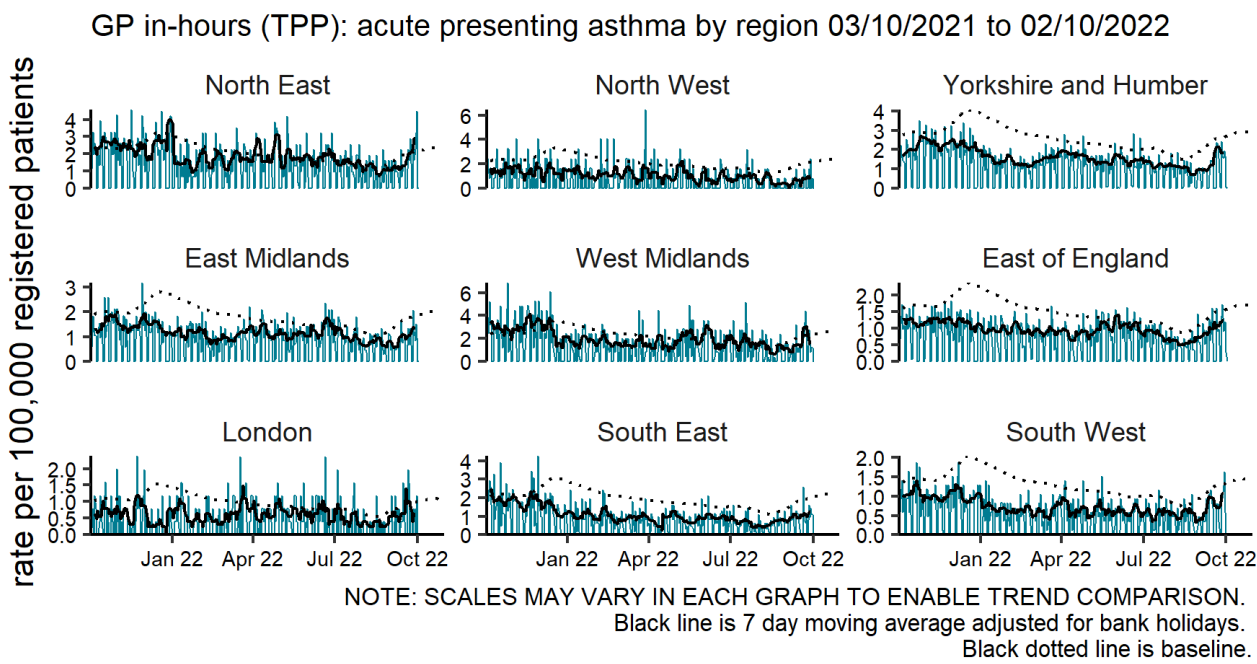 GP in-hours (TPP): acute presenting asthma by region 03/10/2021 to 02/10/2022
rate per 100,000 registered patients
North East
4
3
2
1
0
North West
6
4
2
0
Yorkshire and Humber
4
3
2
1
0
East Midlands
3
2
1
0
West Midlands
6
4
2
0
East of England
2.0
1.5
1.0
0.5
0.0
London
2.0
1.5
1.0
0.5
0.0
Jan 22 Apr 22 Jul 22 Oct 22
South East
4
3
2
1
0
Jan 22 Apr 22 Jul 22 Oct 22
South West
2.0
1.5
1.0
0.5
0.0
Jan 22 Apr 22 Jul 22 Oct 22
NOTE: SCALES MAY VARY IN EACH GRAPH TO ENABLE TREND COMPARISON.
Black line is 7 day moving average adjusted for bank holidays.
Black dotted line is baseline.